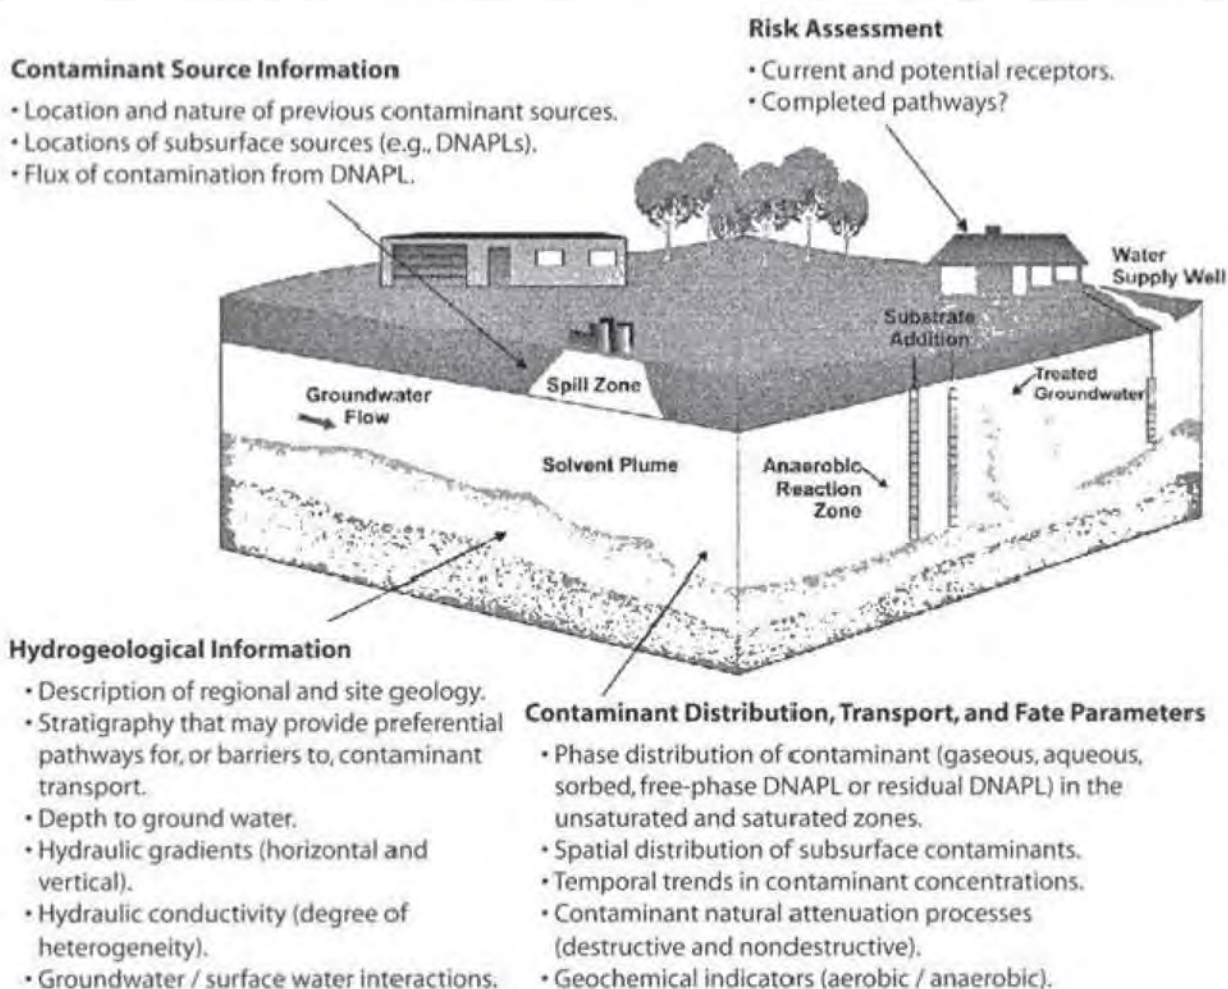 Risk Assessment
• Current and potential receptors.
• Completed pathways?
Contaminant Source Information
• Location and nature of previous contaminant sources.
• Locations of subsurface sources (e.g., DNAPLs).
• Flux of contamination from DNAPL.
Water
Supply Well
Substrate
Addition
Treated
Groundwater
Spill Zone
Groundwater
Flow
Solvent Plume
Anaerobic
Reaction
Zone
Hydrogeological Information
• Description of regional and site geology.
• Stratigraphy that may provide preferential
pathways for, or barriers to, contaminant
transport.
• Depth to ground water.
• Hydraulic gradients (horizontal and
vertical).
• Hydraulic conductivity (degree of
heterogeneity).
• Groundwater / surface water interactions.
Contaminant Distribution, Transport, and Fate Parameters
• Phase distribution of contaminant (gaseous, aqueous,
sorbed, free-phase DNAPL or residual DNAPL) in the
unsaturated and saturated zones.
• Spatial distribution of subsurface contaminants.
• Temporal trends in contaminant concentrations.
• Contaminant natural attenuation processes
(destructive and nondestructive).
• Geochemical indicators (aerobic / anaerobic).